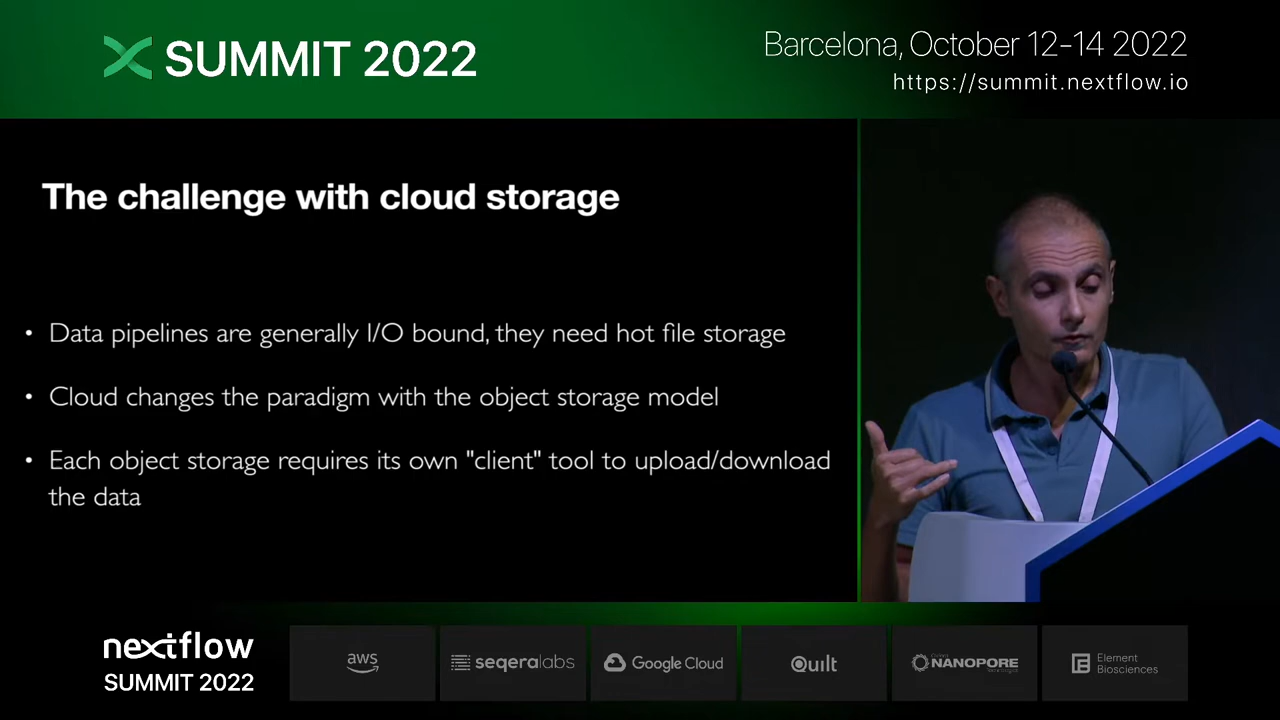 SUMMIT 2022
Barcelona, October 12-14 2022
https://summit.nextflow.io
The challenge with cloud storage
• Data pipelines are generally I/O bound, they need hot file storage
• Cloud changes the paradigm with the object storage model
• Each object storage requires its own "client" tool to upload/download
the data
nextflow
SUMMIT 2022
aws
seqeralabs
Google Cloud
Quilt
NANOPORE
Element
Biosciences